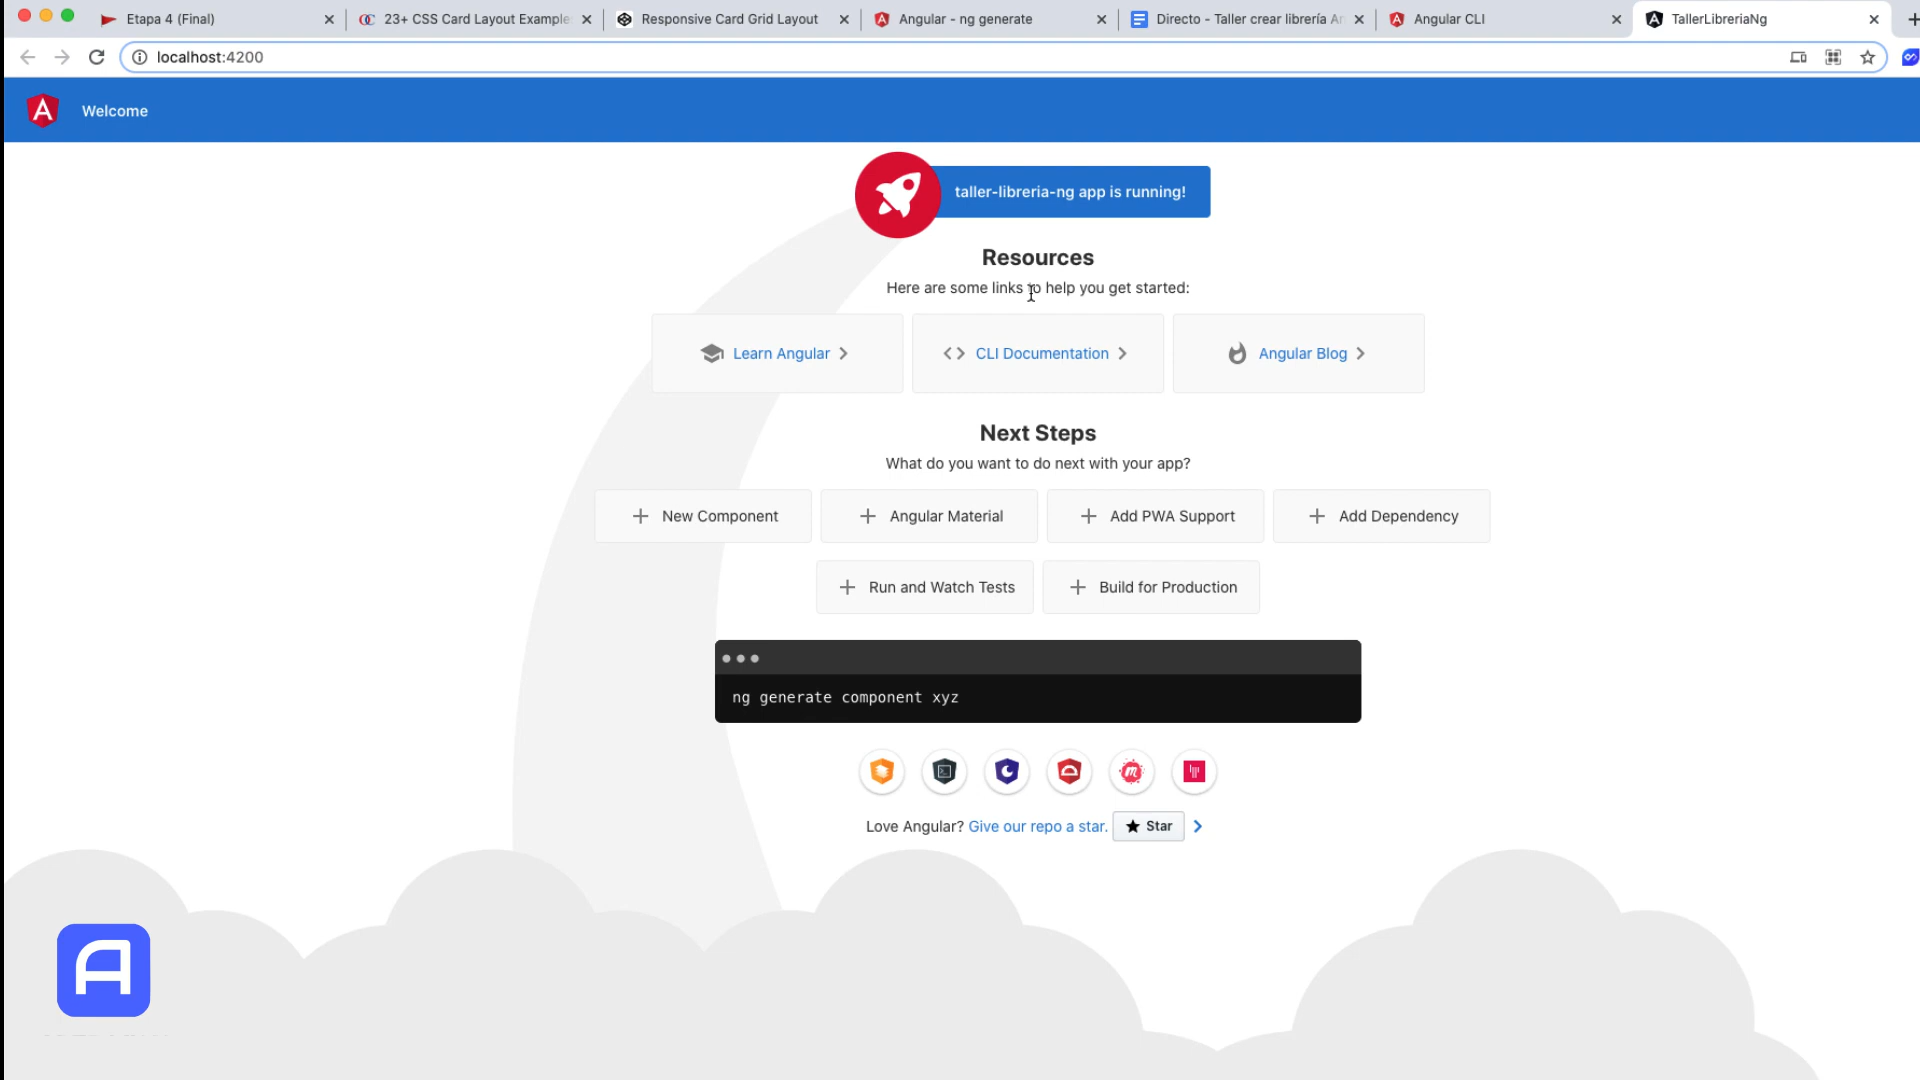 Etapa 4 (Final)
23+ CSS Card Layout Example
Responsive Card Grid Layout
Angular - ng generate
Directo - Taller crear librería An
Angular CLI
TallerLibreriaNg
localhost:4200
Welcome
taller-libreria-ng app is running!
Resources
Here are some links to help you get started:
Learn Angular
CLI Documentation
Angular Blog
Next Steps
What do you want to do next with your app?
New Component
Angular Material
Add PWA Support
Add Dependency
Run and Watch Tests
Build for Production
ng generate component xyz
Love Angular? Give our repo a star. Star